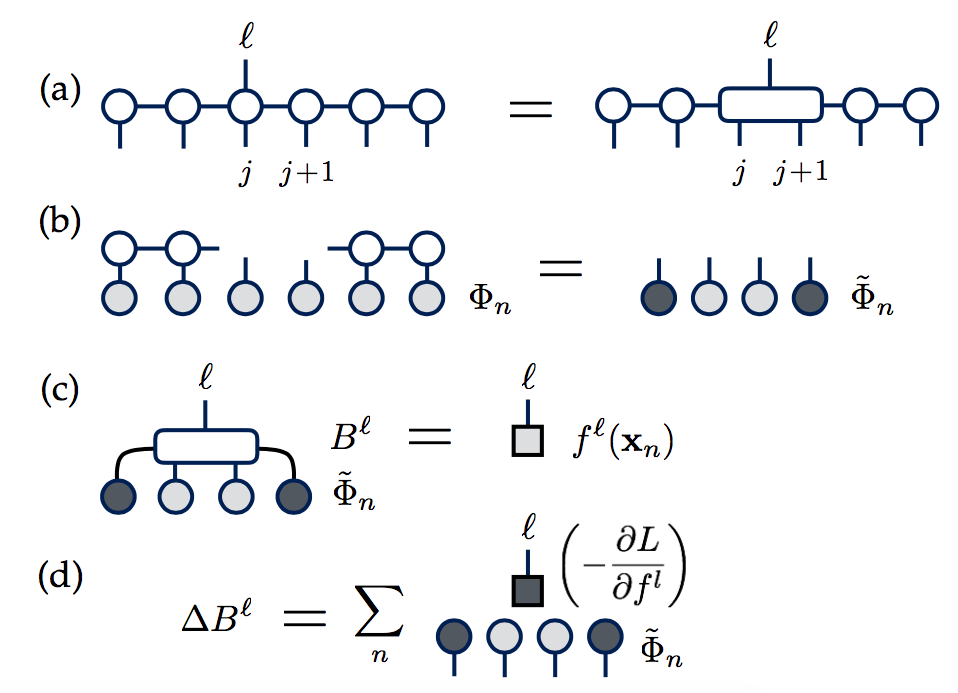 ℓ ℓ
(a) =
j j+1 j j+1
(b) Φₙ = Φ̃ₙ
(c) ℓ ℓ
Bℓ = fℓ(𝐱ₙ)
Φ̃ₙ
(d) ℓ (−∂L/∂fˡ)
ΔBℓ = ∑ₙ Φ̃ₙ